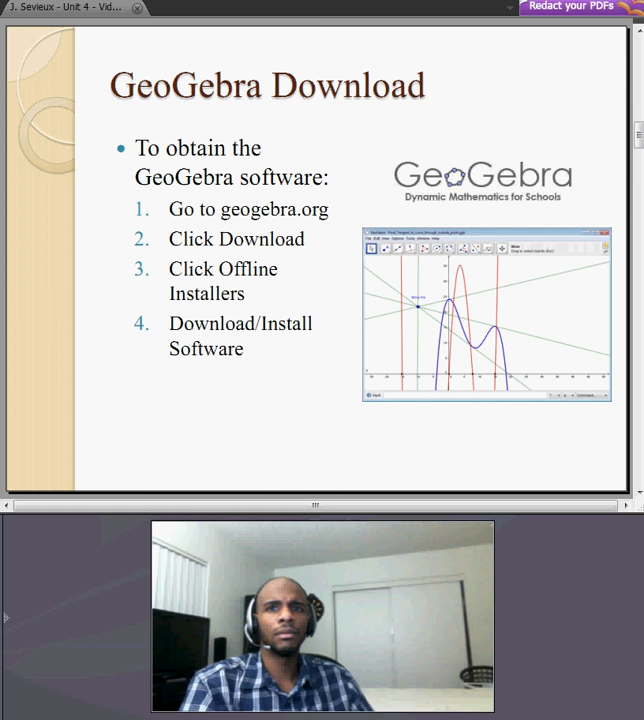 J. Sevieux - Unit 4 - Vid...
Redact your PDFs
GeoGebra Download
• To obtain the
GeoGebra software:
1. Go to geogebra.org
2. Click Download
3. Click Offline
Installers
4. Download/Install
Software
GeoGebra
Dynamic Mathematics for Schools